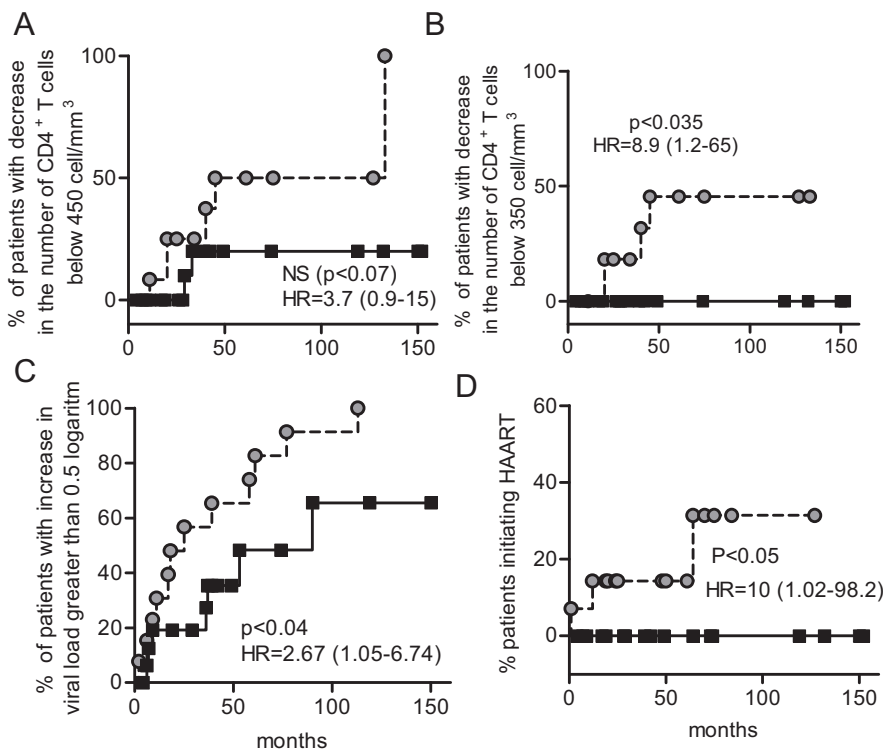 A
% of patients with decrease
in the number of CD4 + T cells
below 450 cell/mm3
100
50
0
NS (p<0.07)
HR=3.7 (0.9-15)
0 50 100 150
B
% of patients with decrease
in the number of CD4 + T cells
below 350 cell/mm3
100
50
0
p<0.035
HR=8.9 (1.2-65)
0 50 100 150
C
% of patients with increase in
viral load greater than 0.5 logaritm
100
80
60
40
20
0
p<0.04
HR=2.67 (1.05-6.74)
0 50 100 150
months
D
% patients initiating HAART
60
40
20
0
P<0.05
HR=10 (1.02-98.2)
0 50 100 150
months